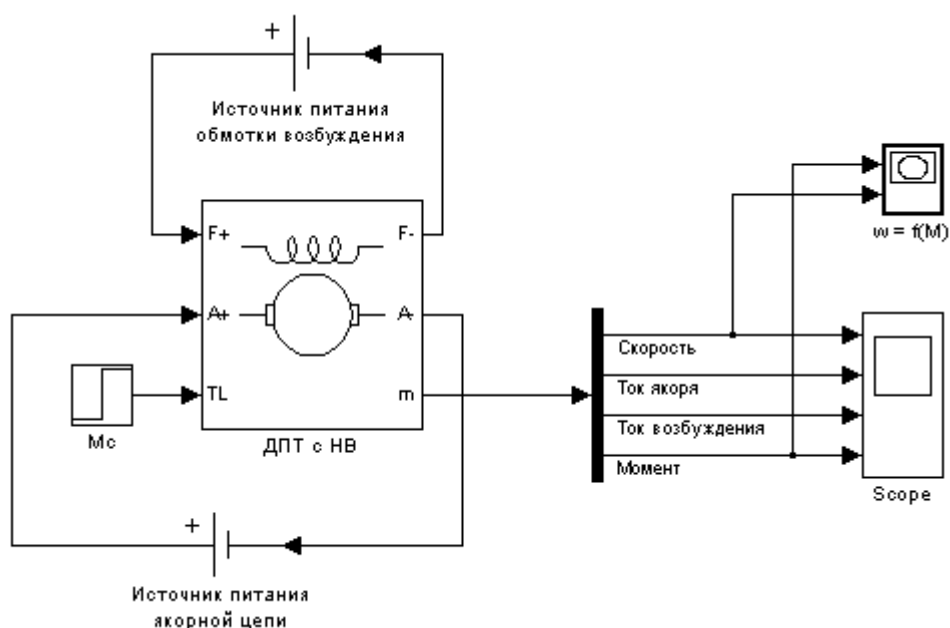 +
Источник питания
обмотки возбуждения
F+
F-
A+
A-
TL
m
Mc
ДПТ с НВ
+
Источник питания
якорной цепи
Скорость
Ток якоря
Ток возбуждения
Момент
w = f(M)
Scope